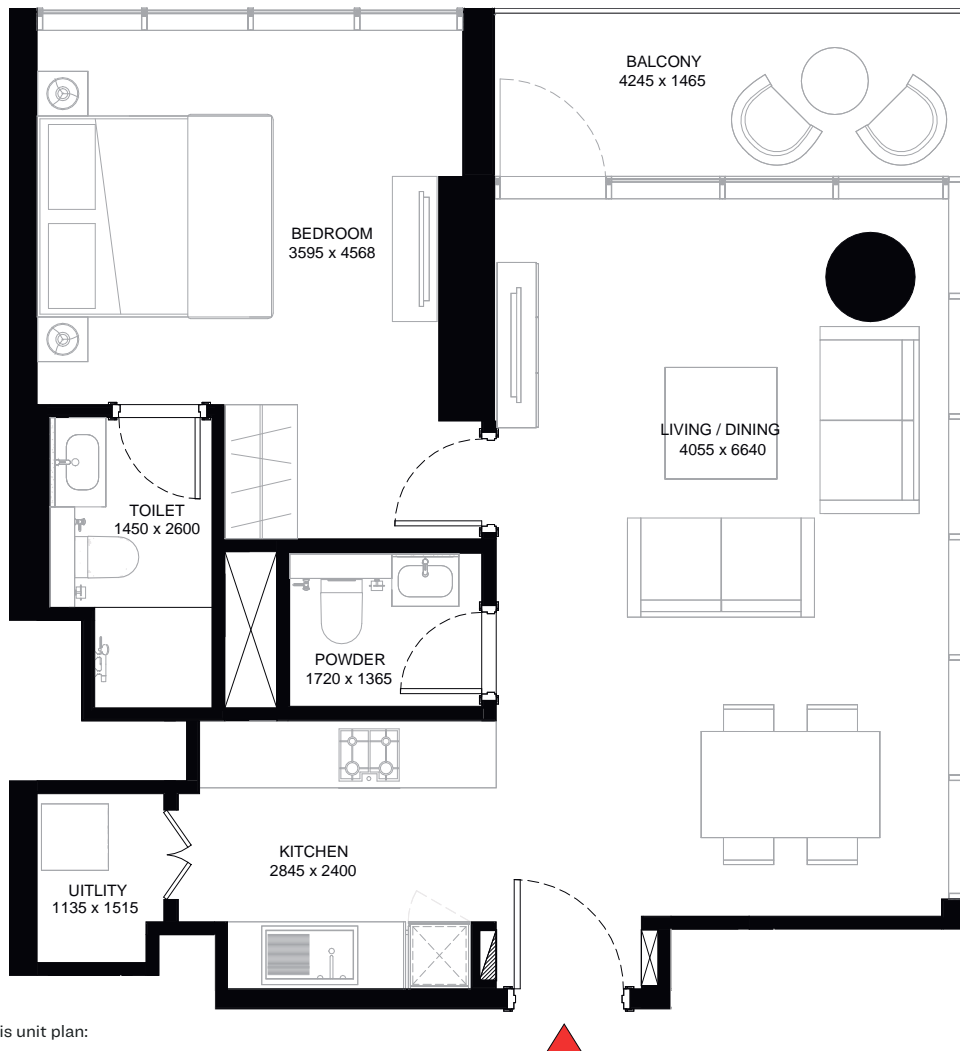 BALCONY
4245 x 1465
BEDROOM
3595 x 4568
LIVING / DINING
4055 x 6640
TOILET
1450 x 2600
POWDER
1720 x 1365
KITCHEN
2845 x 2400
UITLITY
1135 x 1515
is unit plan: